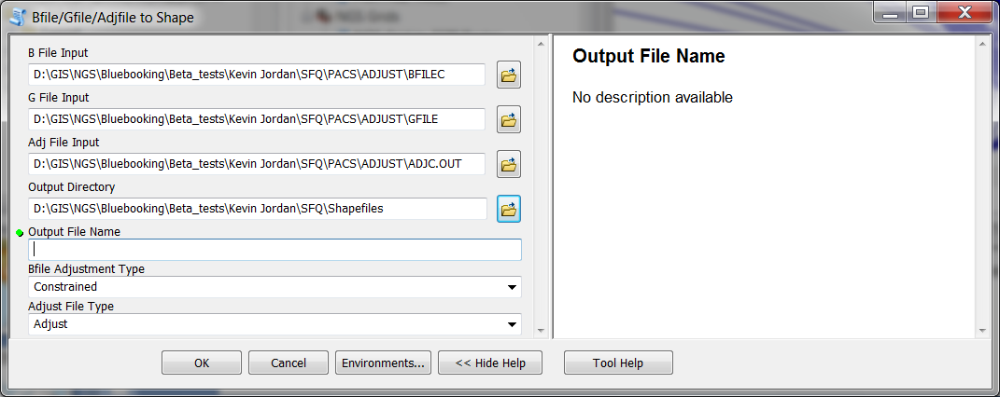 Bfile/Gfile/Adjfile to Shape
B File Input
D:\GIS\NGS\Bluebooking\Beta_tests\Kevin Jordan\SFQ\PACS\ADJUST\BFILEC
G File Input
D:\GIS\NGS\Bluebooking\Beta_tests\Kevin Jordan\SFQ\PACS\ADJUST\GFILE
Adj File Input
D:\GIS\NGS\Bluebooking\Beta_tests\Kevin Jordan\SFQ\PACS\ADJUST\ADJC.OUT
Output Directory
D:\GIS\NGS\Bluebooking\Beta_tests\Kevin Jordan\SFQ\Shapefiles
Output File Name
Bfile Adjustment Type
Constrained
Adjust File Type
Adjust
Output File Name
No description available
OK
Cancel
Environments...
<< Hide Help
Tool Help